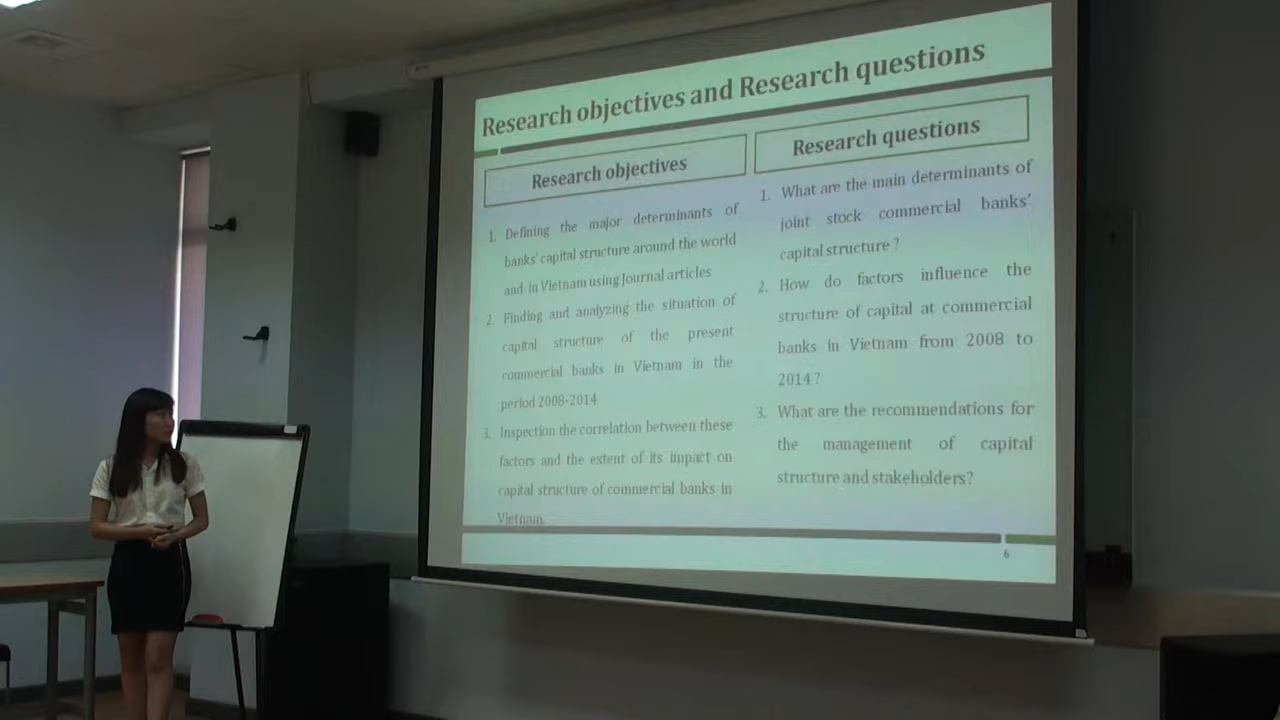 Research objectives and Research questions
Research objectives
1. Defining the major determinants of
banks' capital structure around the world
and in Vietnam using Journal articles
2. Finding and analyzing the situation of
capital structure of the present
commercial banks in Vietnam in the
period 2008-2014
3. Inspection the correlation between these
factors and the extent of its impact on
capital structure of commercial banks in
Vietnam.
Research questions
1. What are the main determinants of
joint stock commercial banks'
capital structure ?
2. How do factors influence the
structure of capital at commercial
banks in Vietnam from 2008 to
2014 ?
3. What are the recommendations for
the management of capital
structure and stakeholders?
6